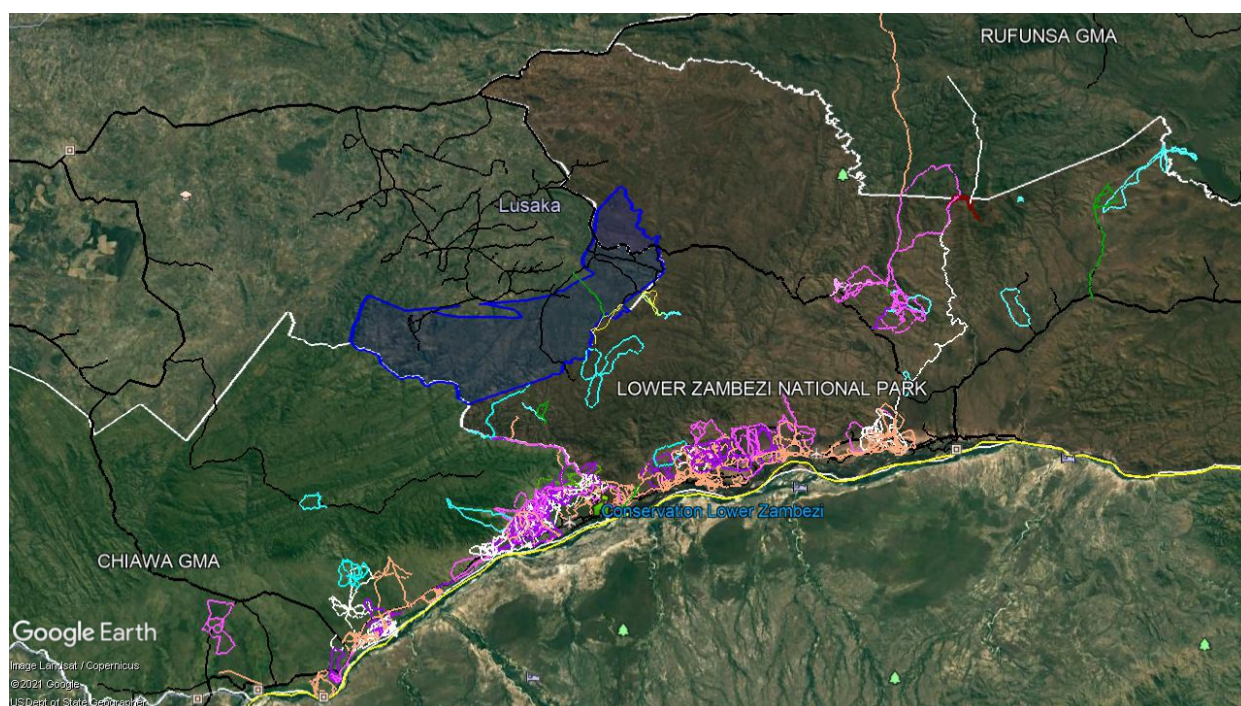 RUFUNSA GMA
Lusaka
LOWER ZAMBEZI NATIONAL PARK
Conservation Lower Zambezi
CHIAWA GMA
Google Earth
Image Landsat / Copernicus
© 2021 Google
US Dept of State Geographer